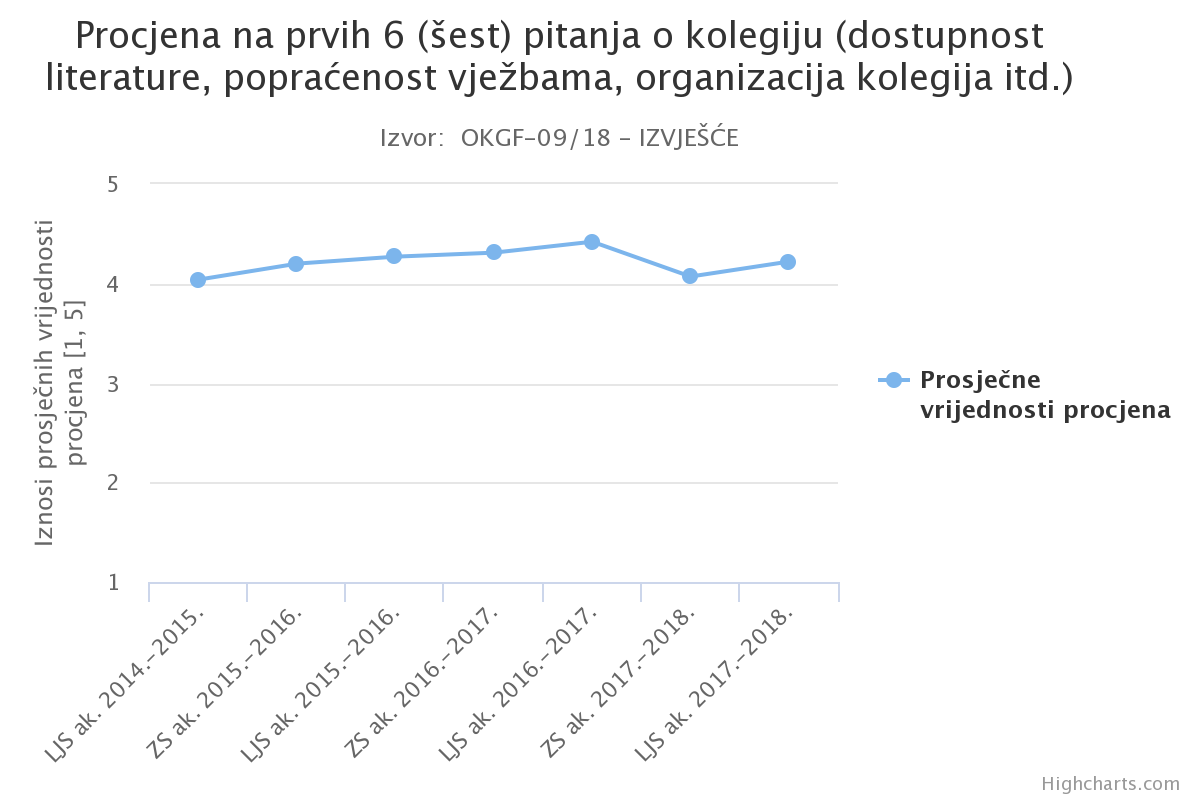 Procjena na prvih 6 (šest) pitanja o kolegiju (dostupnost
literature, popraćenost vježbama, organizacija kolegija itd.)
Izvor:  OKGF-09/18 - IZVJEŠĆE
Iznosi prosječnih vrijednosti
procjena [1, 5]
5
4
3
2
1
LJS ak. 2014.-2015.
ZS ak. 2015.-2016.
LJS ak. 2015.-2016.
ZS ak. 2016.-2017.
LJS ak. 2016.-2017.
ZS ak. 2017.-2018.
LJS ak. 2017.-2018.
Prosječne
vrijednosti procjena
Highcharts.com